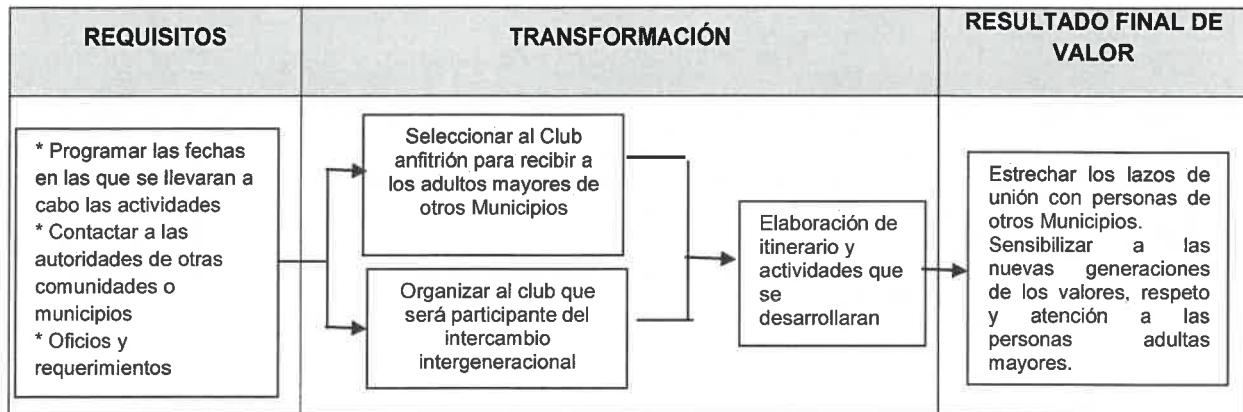 REQUISITOS
TRANSFORMACIÓN
RESULTADO FINAL DE
VALOR
* Programar las fechas
en las que se llevaran a
cabo las actividades
* Contactar a las
autoridades de otras
comunidades o
municipios
* Oficios y
requerimientos
Seleccionar al Club
anfitrión para recibir a
los adultos mayores de
otros Municipios
Organizar al club que
será participante del
intercambio
intergeneracional
Elaboración de
itinerario y
actividades que
se
desarrollaran
Estrechar los lazos de
unión con personas de
otros Municipios.
Sensibilizar a las
nuevas generaciones
de los valores, respeto
y atención a las
personas adultas
mayores.